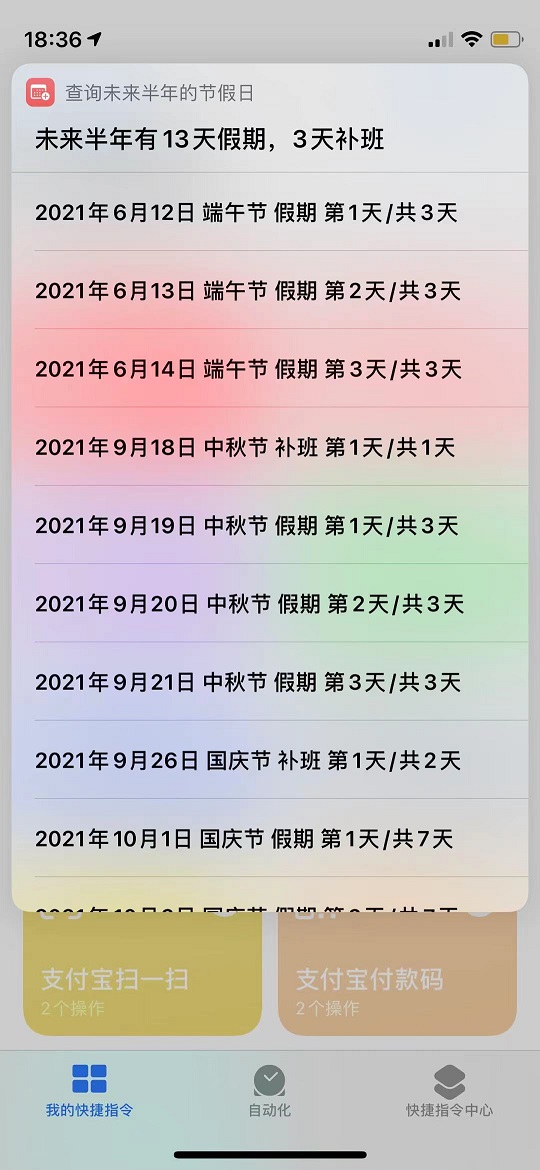 18:36
查询未来半年的节假日
未来半年有13天假期，3天补班
2021年6月12日 端午节 假期 第1天/共3天
2021年6月13日 端午节 假期 第2天/共3天
2021年6月14日 端午节 假期 第3天/共3天
2021年9月18日 中秋节 补班 第1天/共1天
2021年9月19日 中秋节 假期 第1天/共3天
2021年9月20日 中秋节 假期 第2天/共3天
2021年9月21日 中秋节 假期 第3天/共3天
2021年9月26日 国庆节 补班 第1天/共2天
2021年10月1日 国庆节 假期 第1天/共7天
支付宝扫一扫
支付宝付款码
2个操作
2个操作
我的快捷指令
自动化
快捷指令中心